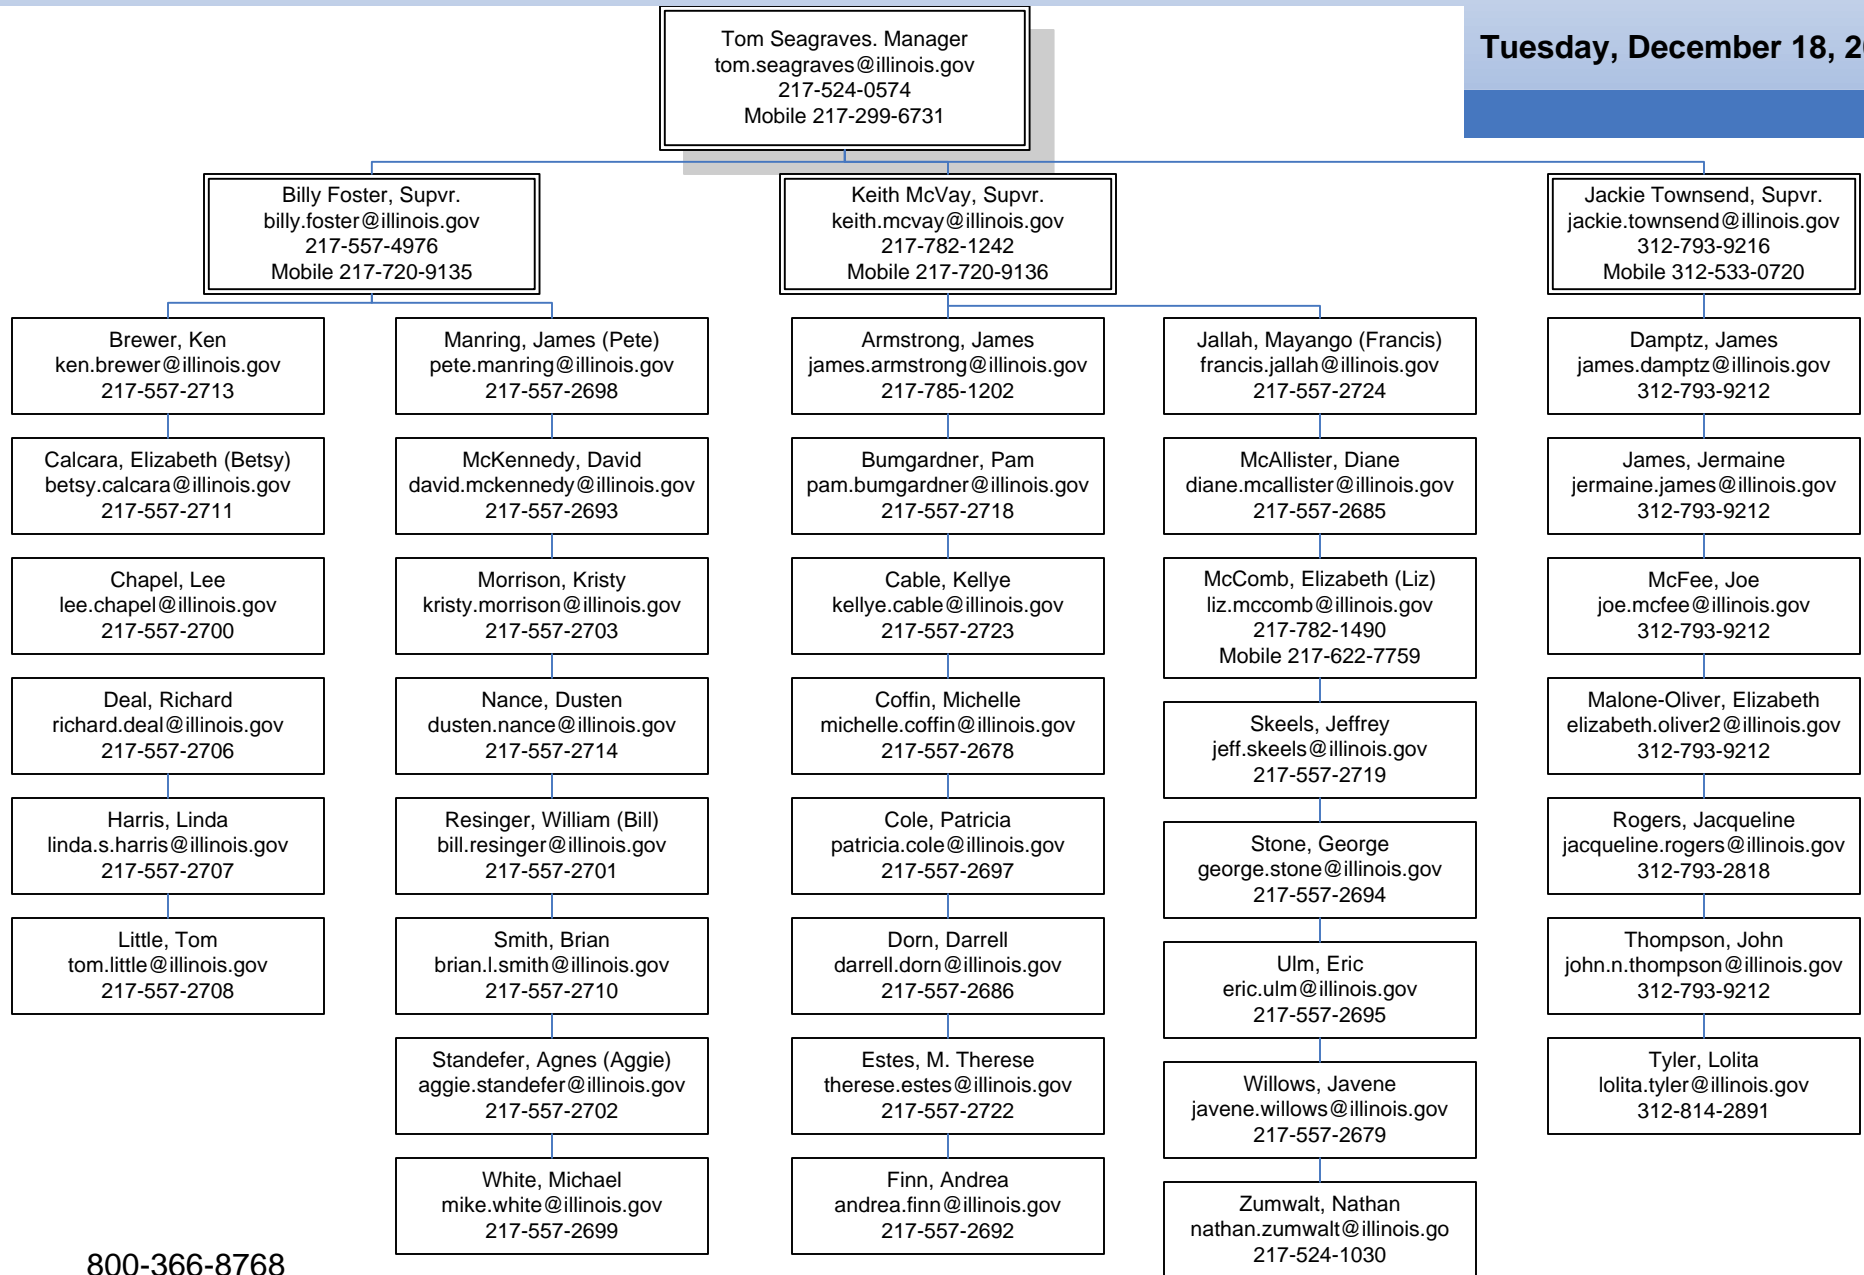 Tuesday, December 18,
Tom Seagraves. Manager
tom.seagraves@illinois.gov
217-524-0574
Mobile 217-299-6731
Billy Foster, Supvr.
billy.foster@illinois.gov
217-557-4976
Mobile 217-720-9135
Keith McVay, Supvr.
keith.mcvay@illinois.gov
217-782-1242
Mobile 217-720-9136
Jackie Townsend, Supvr.
jackie.townsend@illinois.gov
312-793-9216
Mobile 312-533-0720
Brewer, Ken
ken.brewer@illinois.gov
217-557-2713
Calcara, Elizabeth (Betsy)
betsy.calcara@illinois.gov
217-557-2711
Chapel, Lee
lee.chapel@illinois.gov
217-557-2700
Deal, Richard
richard.deal@illinois.gov
217-557-2706
Harris, Linda
linda.s.harris@illinois.gov
217-557-2707
Little, Tom
tom.little@illinois.gov
217-557-2708
Manring, James (Pete)
pete.manring@illinois.gov
217-557-2698
McKennedy, David
david.mckennedy@illinois.gov
217-557-2693
Morrison, Kristy
kristy.morrison@illinois.gov
217-557-2703
Nance, Dusten
dusten.nance@illinois.gov
217-557-2714
Resinger, William (Bill)
bill.resinger@illinois.gov
217-557-2701
Smith, Brian
brian.l.smith@illinois.gov
217-557-2710
Standefer, Agnes (Aggie)
aggie.standefer@illinois.gov
217-557-2702
White, Michael
mike.white@illinois.gov
217-557-2699
Armstrong, James
james.armstrong@illinois.gov
217-785-1202
Bumgardner, Pam
pam.bumgardner@illinois.gov
217-557-2718
Cable, Kellye
kellye.cable@illinois.gov
217-557-2723
Coffin, Michelle
michelle.coffin@illinois.gov
217-557-2678
Cole, Patricia
patricia.cole@illinois.gov
217-557-2697
Dorn, Darrell
darrell.dorn@illinois.gov
217-557-2686
Estes, M. Therese
therese.estes@illinois.gov
217-557-2722
Finn, Andrea
andrea.finn@illinois.gov
217-557-2692
Jallah, Mayango (Francis)
francis.jallah@illinois.gov
217-557-2724
McAllister, Diane
diane.mcallister@illinois.gov
217-557-2685
McComb, Elizabeth (Liz)
liz.mccomb@illinois.gov
217-782-1490
Mobile 217-622-7759
Skeels, Jeffrey
jeff.skeels@illinois.gov
217-557-2719
Stone, George
george.stone@illinois.gov
217-557-2694
Ulm, Eric
eric.ulm@illinois.gov
217-557-2695
Willows, Javene
javene.willows@illinois.gov
217-557-2679
Zumwalt, Nathan
nathan.zumwalt@illinois.go
217-524-1030
Damptz, James
james.damptz@illinois.gov
312-793-9212
James, Jermaine
jermaine.james@illinois.gov
312-793-9212
McFee, Joe
joe.mcfee@illinois.gov
312-793-9212
Malone-Oliver, Elizabeth
elizabeth.oliver2@illinois.gov
312-793-9212
Rogers, Jacqueline
jacqueline.rogers@illinois.gov
312-793-2818
Thompson, John
john.n.thompson@illinois.gov
312-793-9212
Tyler, Lolita
lolita.tyler@illinois.gov
312-814-2891
800-366-8768